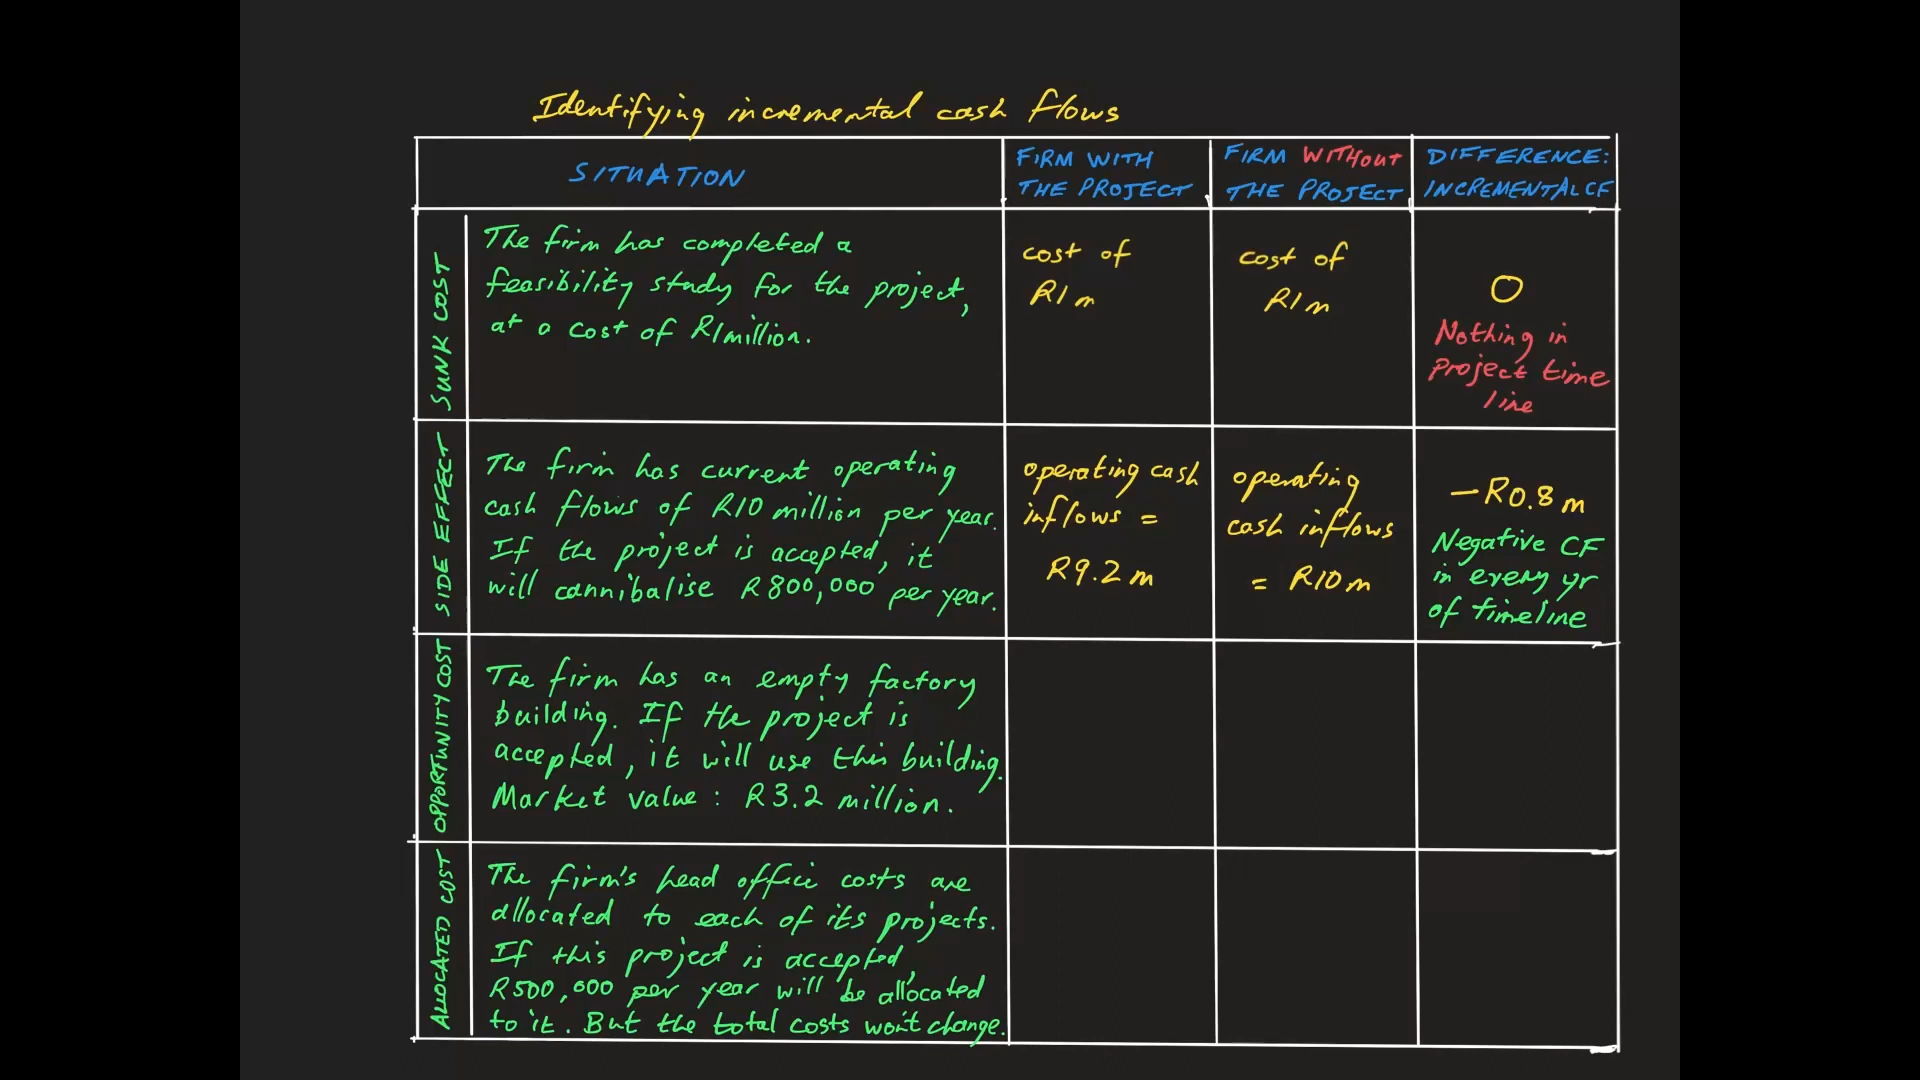 Identifying incremental cash flows
SITUATION
FIRM WITH
THE PROJECT
FIRM WITHOUT
THE PROJECT
DIFFERENCE:
INCREMENTAL CF
SUNK COST
The firm has completed a
feasibility study for the project,
at a cost of R1million.
cost of
R1m
cost of
R1m
0
Nothing in
project time
line
SIDE EFFECT
The firm has current operating
cash flows of R10 million per year.
If the project is accepted, it
will cannibalise R800,000 per year.
operating cash
inflows =
R9.2m
operating
cash inflows
= R10m
-R0.8m
Negative CF
in every yr
of timeline
OPPORTUNITY COST
The firm has an empty factory
building. If the project is
accepted, it will use this building.
Market value: R3.2 million.
ALLOCATED COST
The firm's head office costs are
allocated to each of its projects.
If this project is accepted,
R500,000 per year will be allocated
to it. But the total costs won't change.